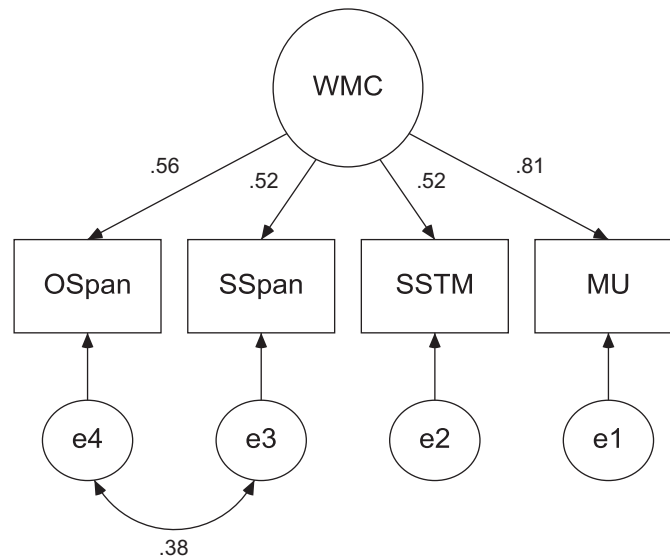 WMC
.56
.52
.52
.81
OSpan
SSpan
SSTM
MU
e4
e3
e2
e1
.38